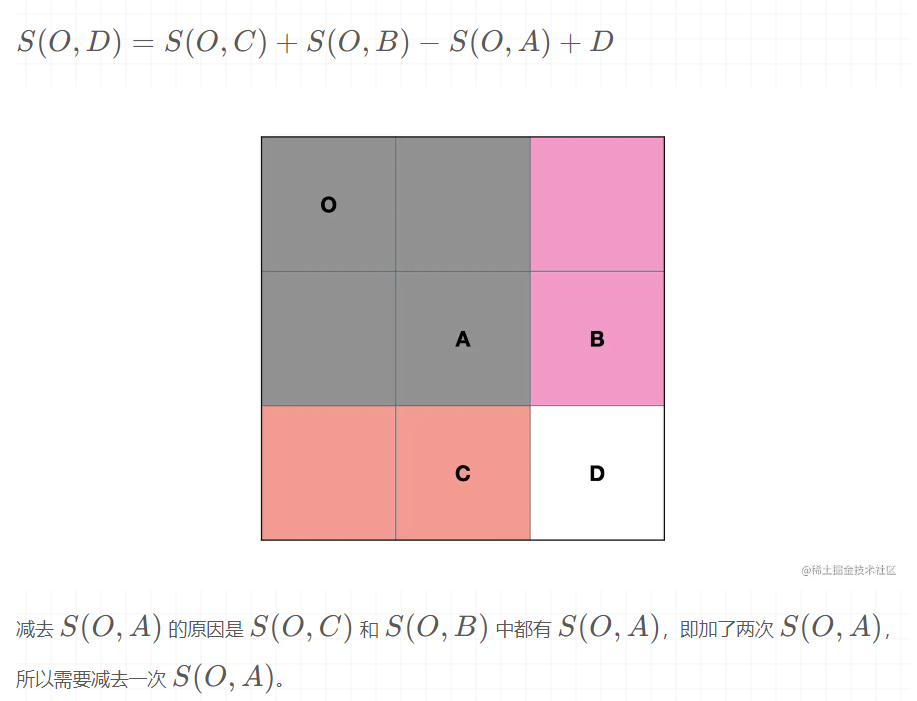 S(O, D) = S(O, C) + S(O, B) − S(O, A) + D
O
A
B
C
D
@稀土掘金技术社区
减去 S(O, A) 的原因是 S(O, C) 和 S(O, B) 中都有 S(O, A)，即加了两次 S(O, A)，
所以需要减去一次 S(O, A)。